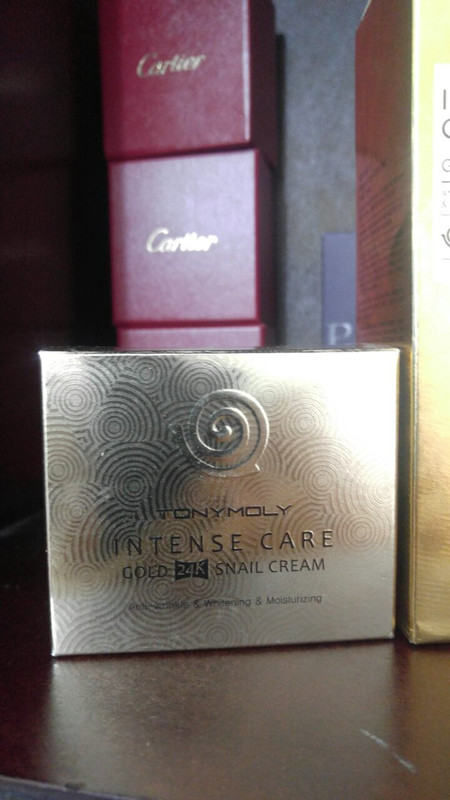 Cartier
Cartier
P
TONYMOLY
INTENSE CARE
GOLD 24K SNAIL CREAM
Anti-wrinkle & Whitening & Moisturizing
I